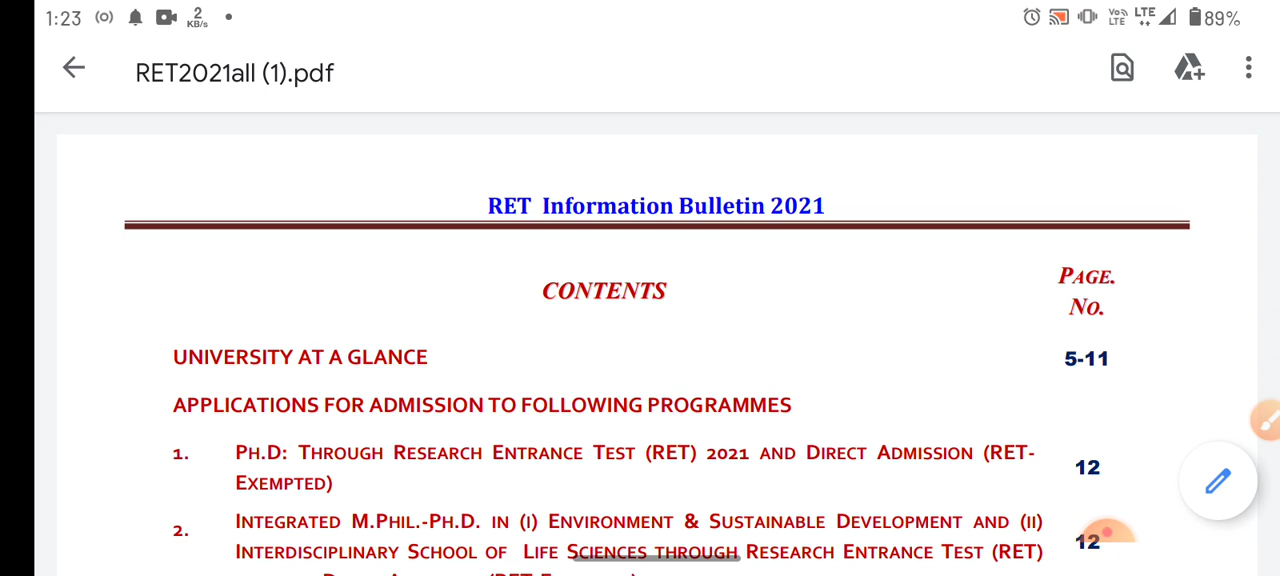 1:23 2 KB/s Vo) LTE LTE 89%
RET2021all (1).pdf
RET Information Bulletin 2021
CONTENTS
PAGE. NO.
UNIVERSITY AT A GLANCE 5-11
APPLICATIONS FOR ADMISSION TO FOLLOWING PROGRAMMES
1. PH.D: THROUGH RESEARCH ENTRANCE TEST (RET) 2021 AND DIRECT ADMISSION (RET-
EXEMPTED) 12
2. INTEGRATED M.PHIL.-PH.D. IN (I) ENVIRONMENT & SUSTAINABLE DEVELOPMENT AND (II)
INTERDISCIPLINARY SCHOOL OF LIFE SCIENCES THROUGH RESEARCH ENTRANCE TEST (RET) 12